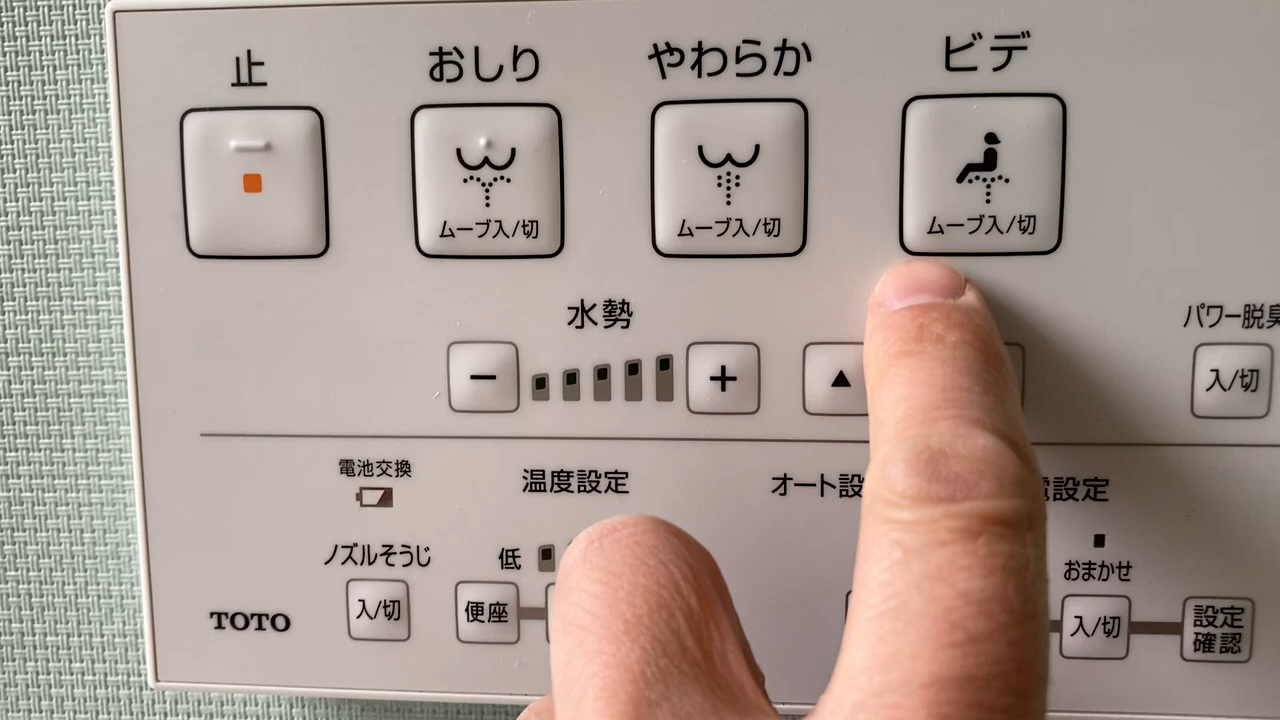 止
おしり
やわらか
ビデ
ムーブ入/切
ムーブ入/切
ムーブ入/切
水勢
パワー脱臭
− +
▲
入/切
電池交換
温度設定
オート設
設定
ノズルそうじ
低
おまかせ
TOTO
入/切
便座
入/切
設定
確認